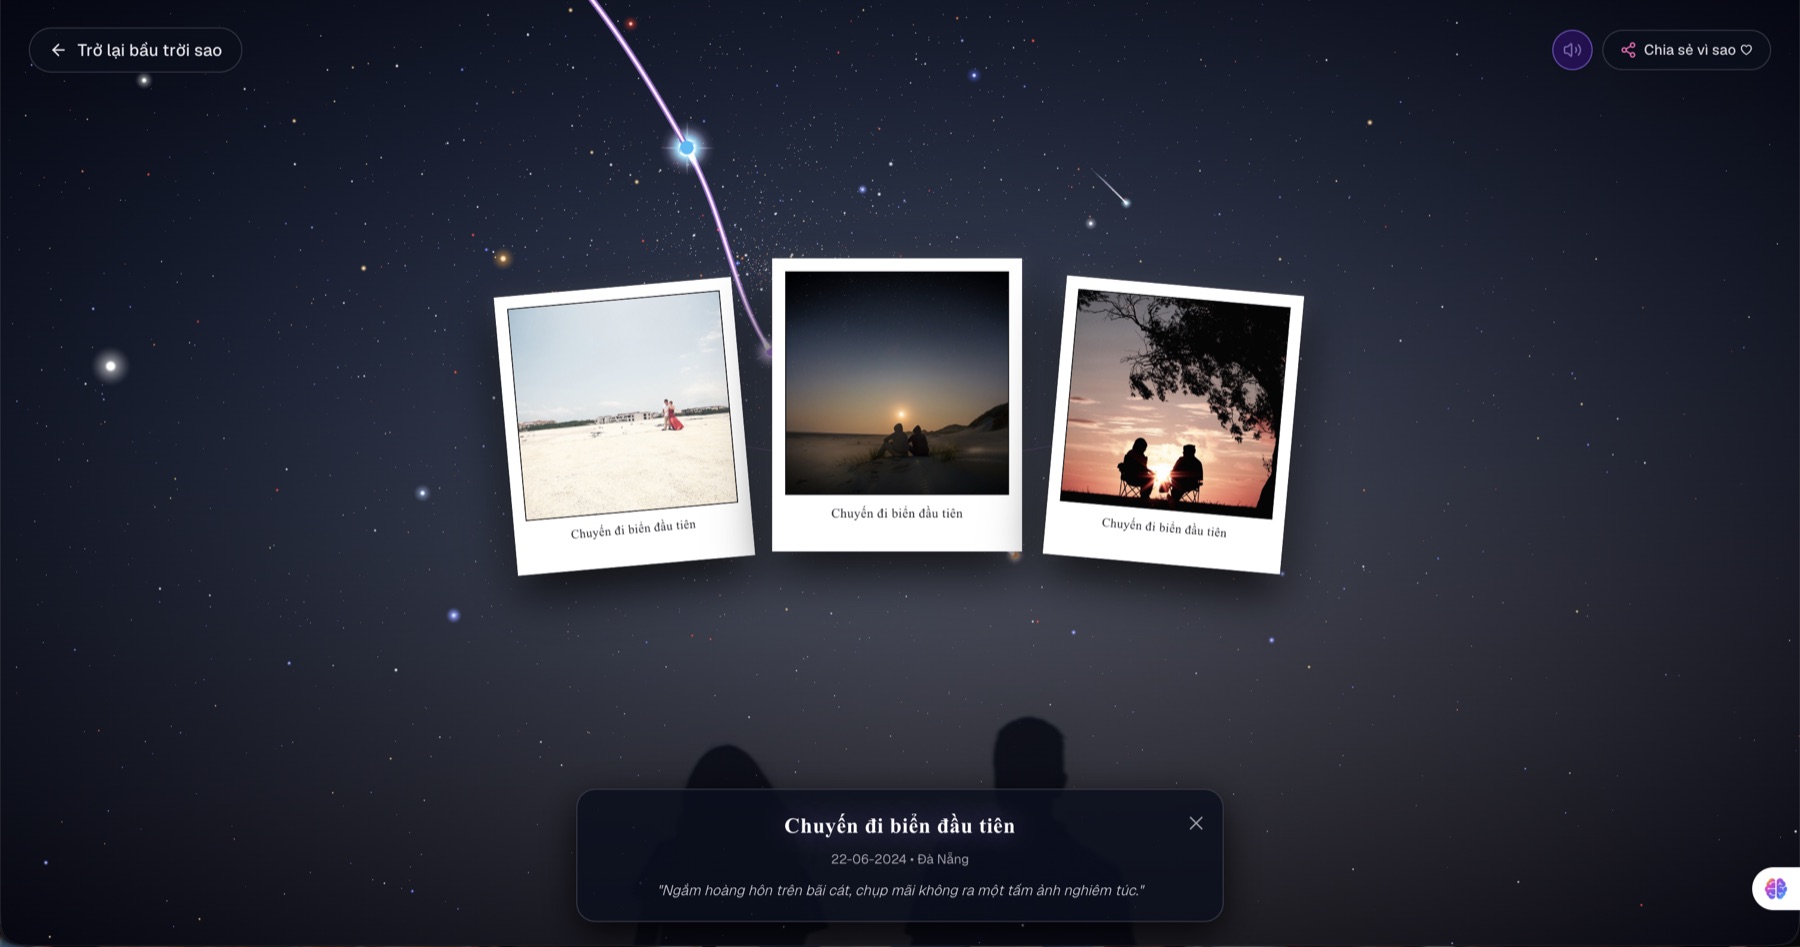 Trở lại bầu trời sao
Chia sẻ vì sao ♡
Chuyến đi biển đầu tiên
Chuyến đi biển đầu tiên
Chuyến đi biển đầu tiên
Chuyến đi biển đầu tiên
22-06-2024 • Đà Nẵng
"Ngắm hoàng hôn trên bãi cát, chụp mãi không ra một tấm ảnh nghiêm túc."